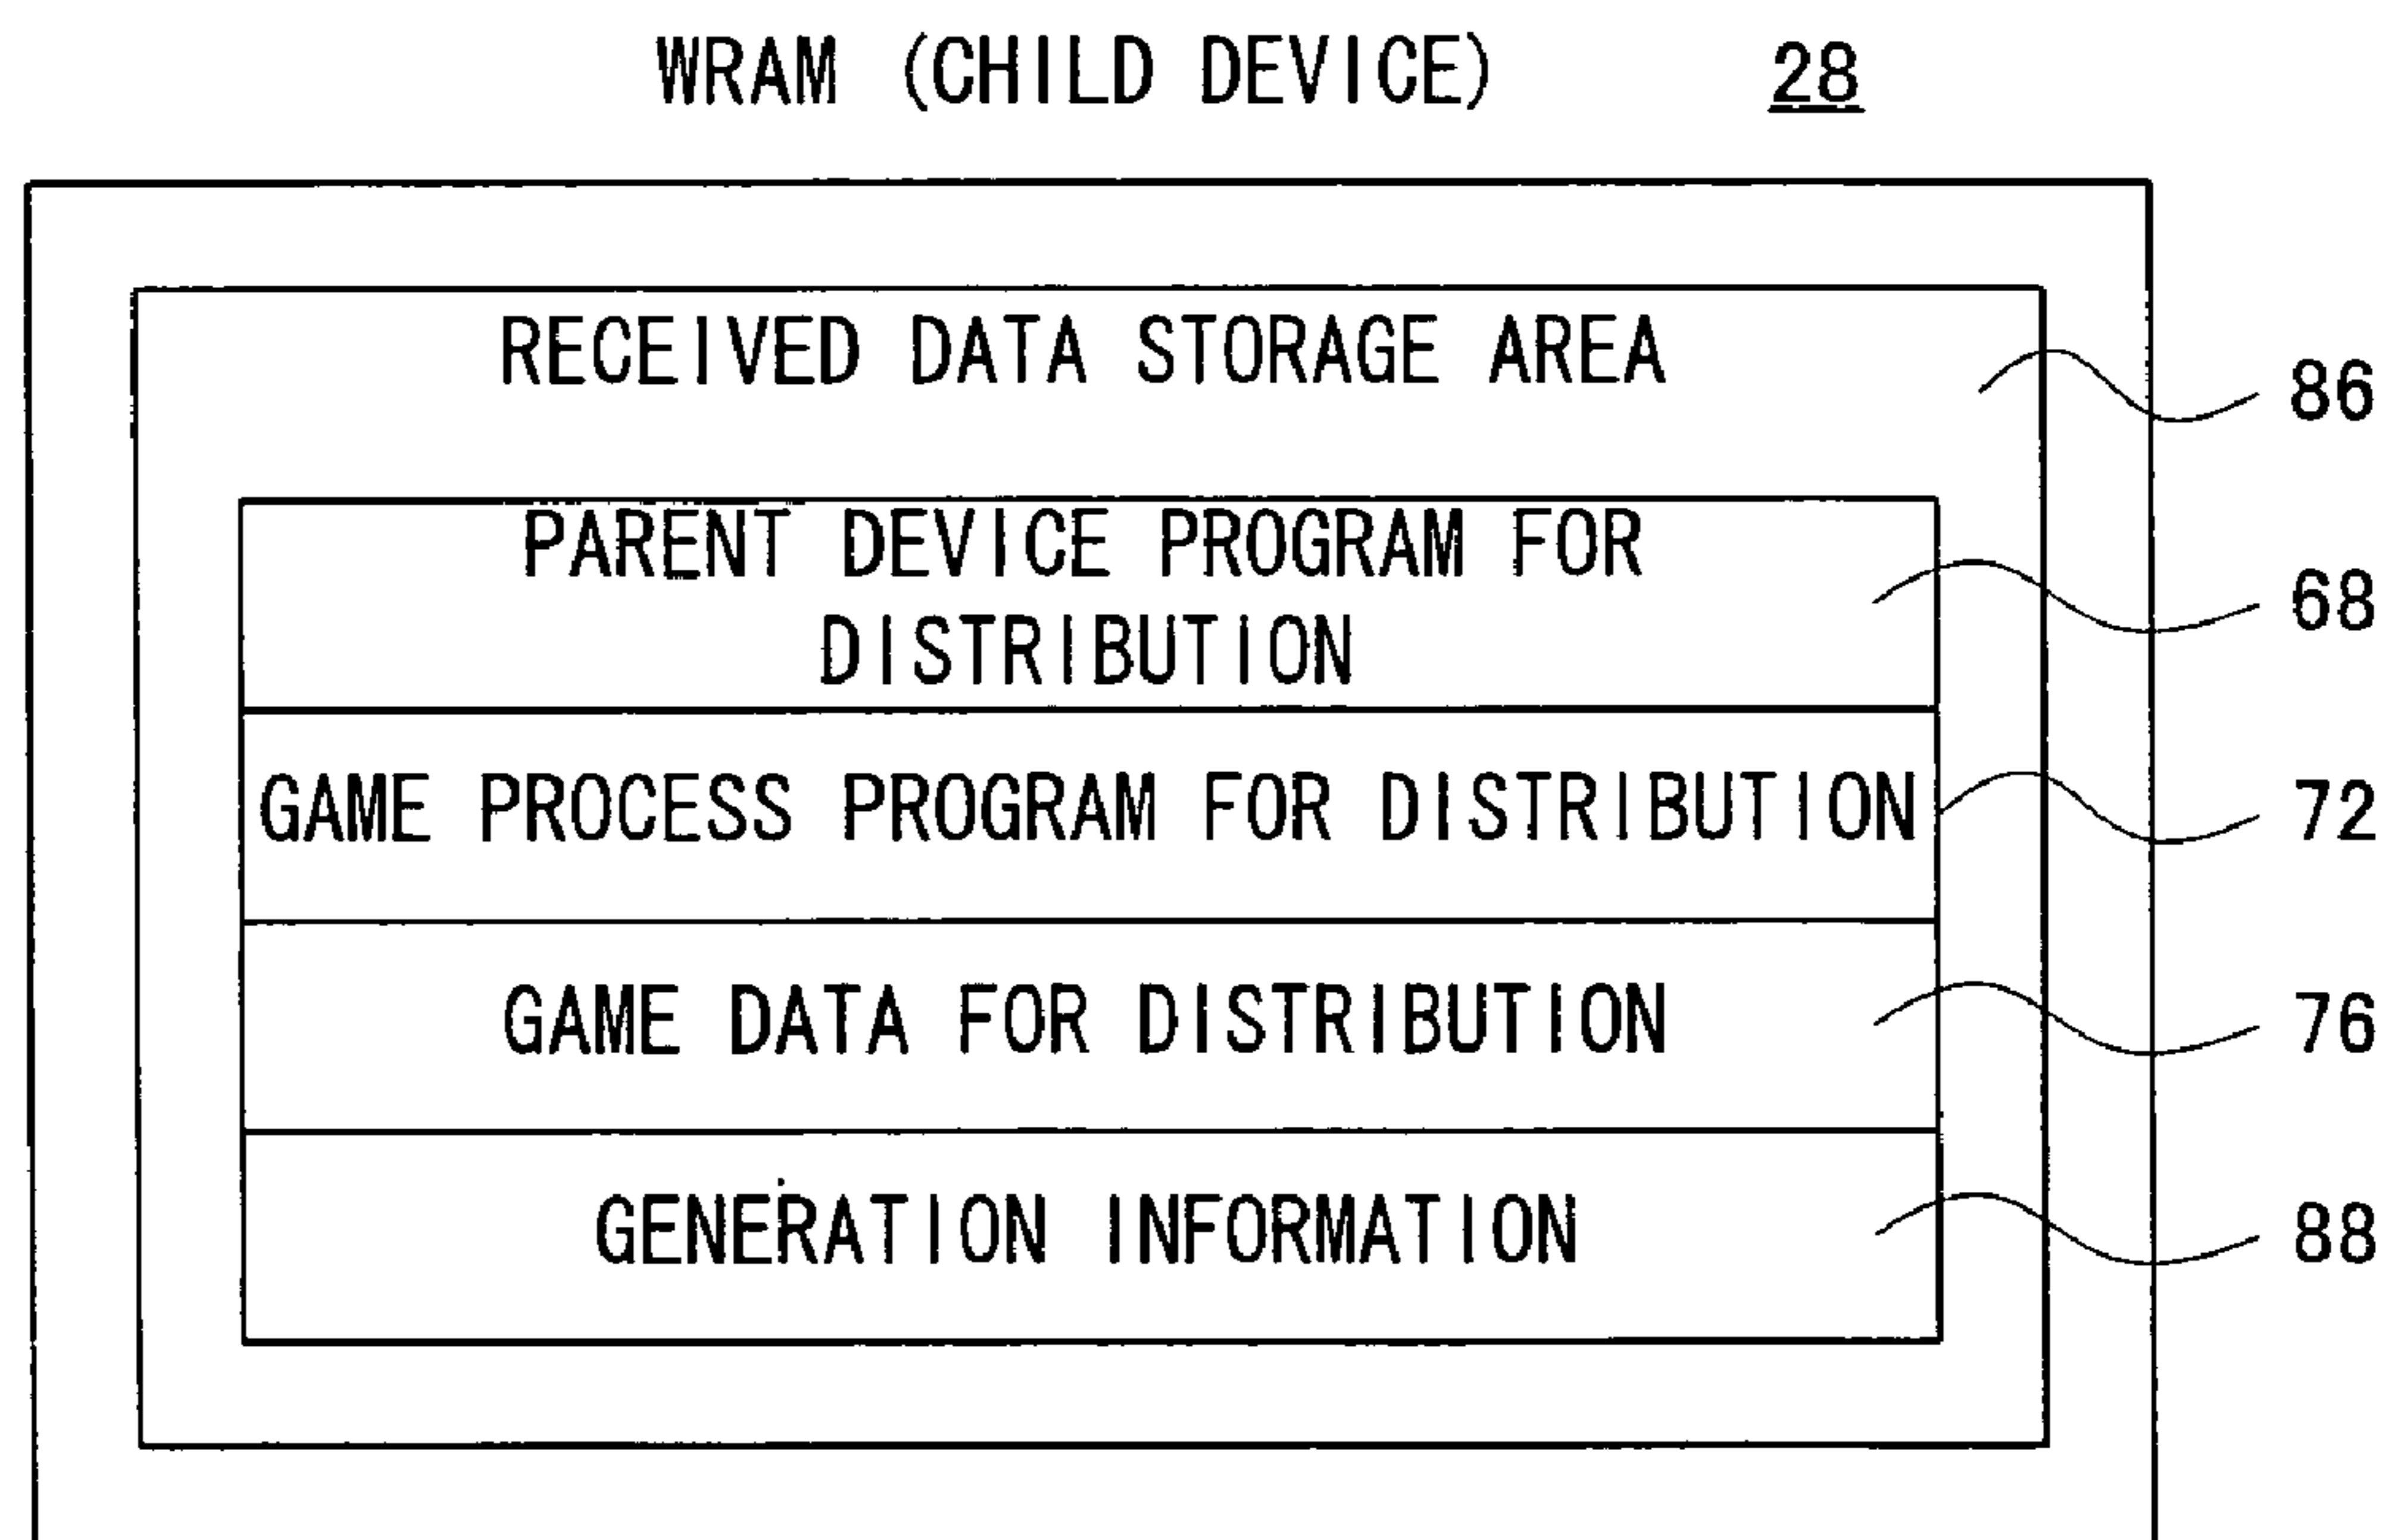 WRAM (CHILD DEVICE) 28
RECEIVED DATA STORAGE AREA
86
PARENT DEVICE PROGRAM FOR
DISTRIBUTION
68
GAME PROCESS PROGRAM FOR DISTRIBUTION
72
GAME DATA FOR DISTRIBUTION
76
GENERATION INFORMATION
88